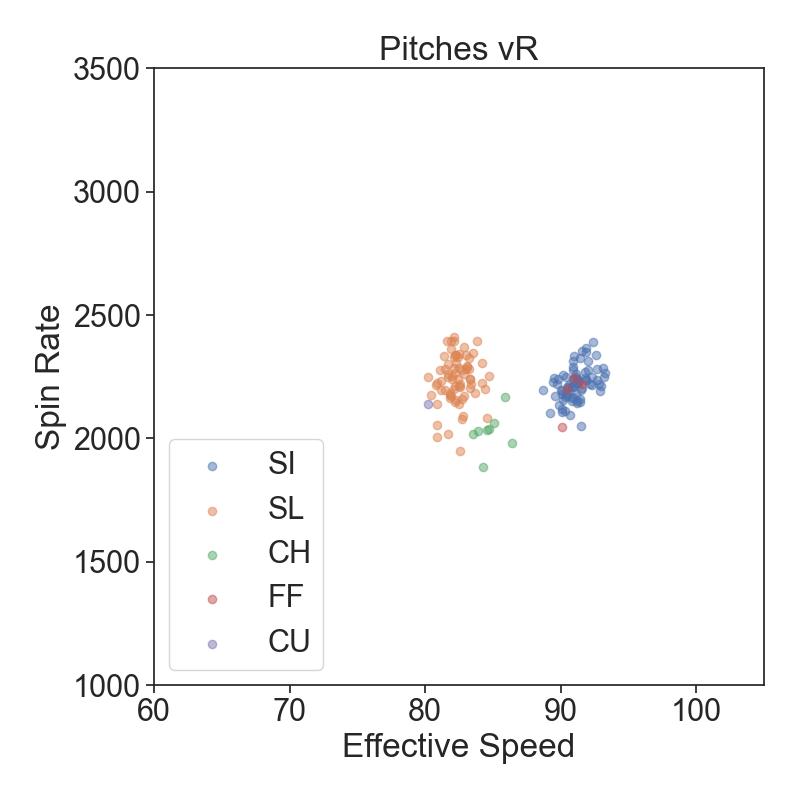 Pitches vR
3500
3000
2500
2000
1500
1000
Spin Rate
SI
SL
CH
FF
CU
60 70 80 90 100
Effective Speed